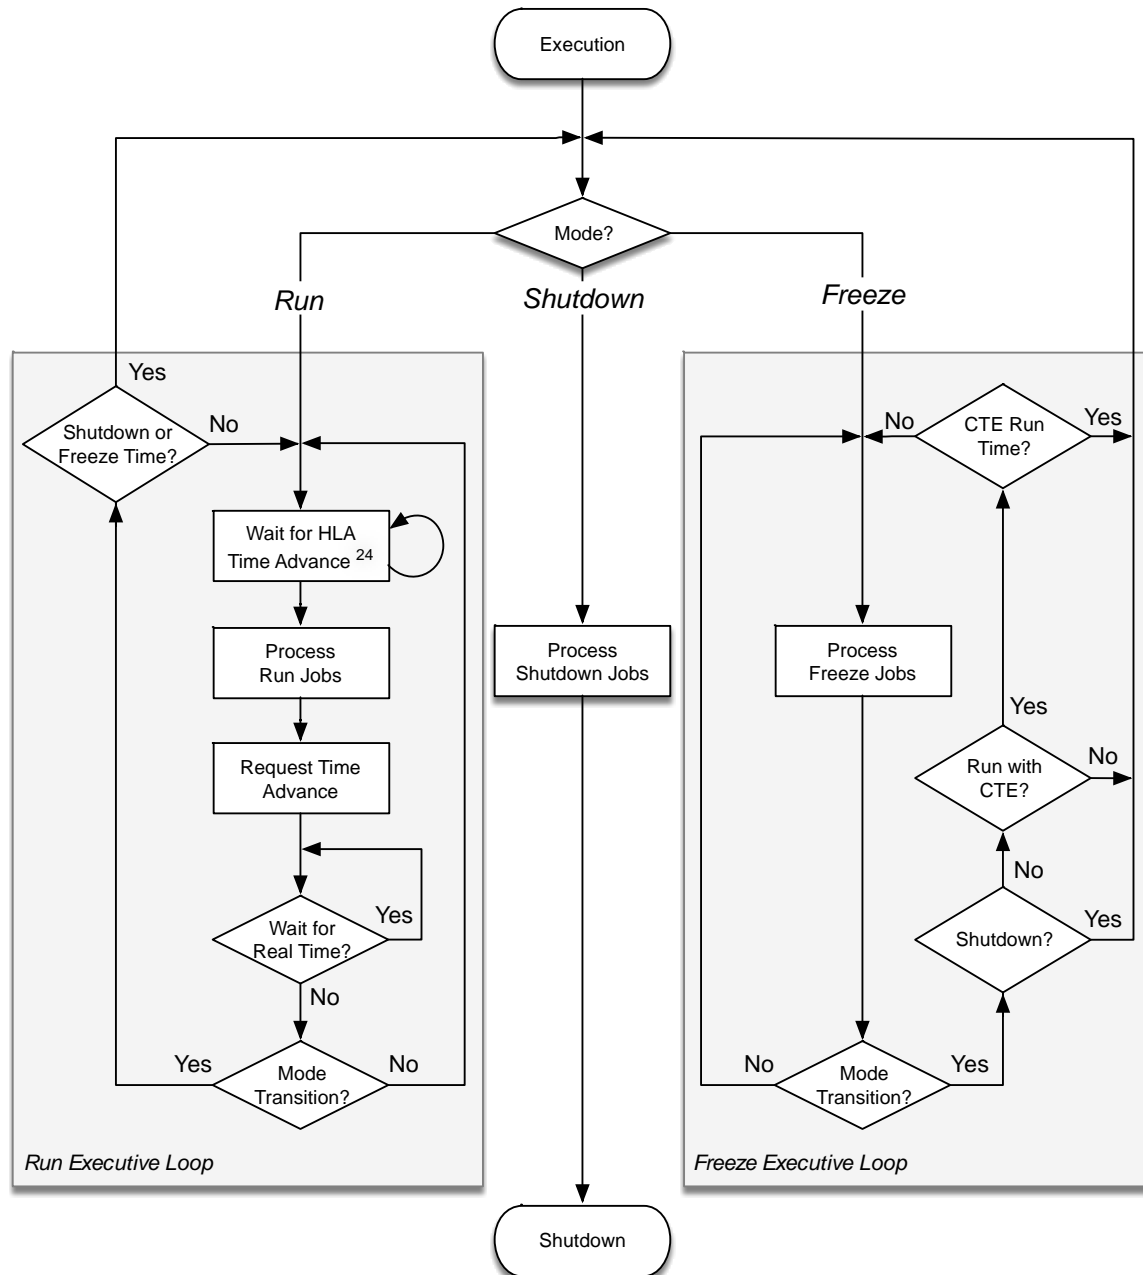 Execution
Mode?
Run
Shutdown
Freeze
Yes
Shutdown or
Freeze Time?
No
No
CTE Run
Time?
Yes
Wait for HLA
Time Advance 24
Process
Run Jobs
Process
Shutdown Jobs
Process
Freeze Jobs
Yes
Request Time
Advance
Run with
CTE?
No
No
Wait for
Real Time?
Yes
Shutdown?
Yes
No
Yes
Mode
Transition?
No
No
Mode
Transition?
Yes
Run Executive Loop
Freeze Executive Loop
Shutdown